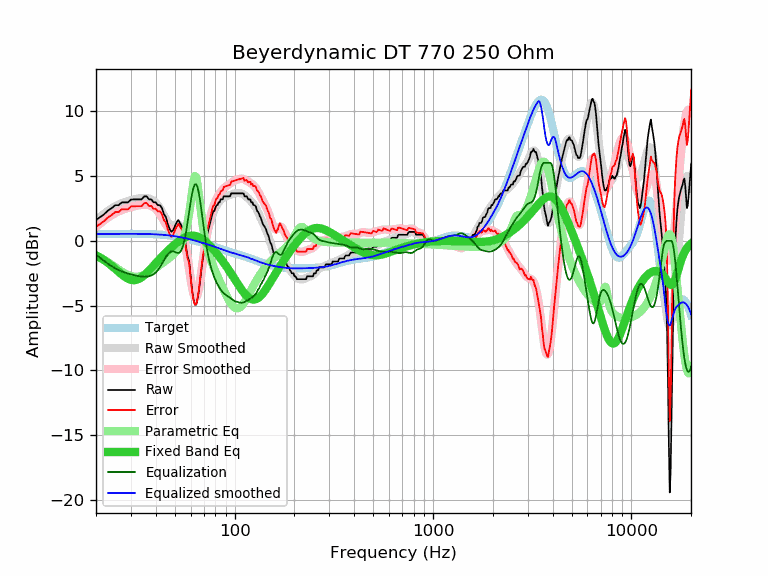 Beyerdynamic DT 770 250 Ohm
Amplitude (dBr)
10
5
0
−5
−10
−15
−20
Target
Raw Smoothed
Error Smoothed
Raw
Error
Parametric Eq
Fixed Band Eq
Equalization
Equalized smoothed
100 1000 10000
Frequency (Hz)